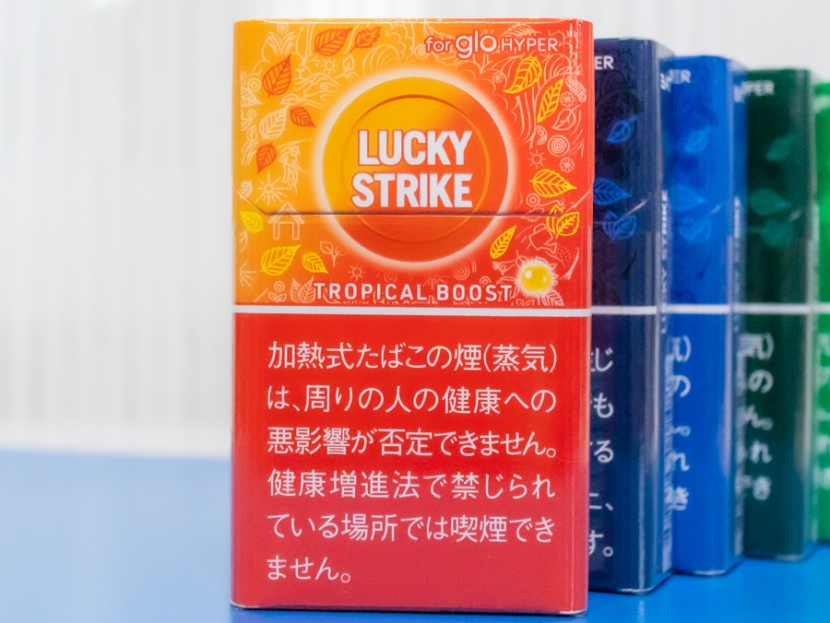 for glo HYPER
LUCKY
STRIKE
TROPICAL BOOST
加熱式たばこの煙(蒸気)
は、周りの人の健康への
悪影響が否定できません。
健康増進法で禁じられ
ている場所では喫煙でき
ません。